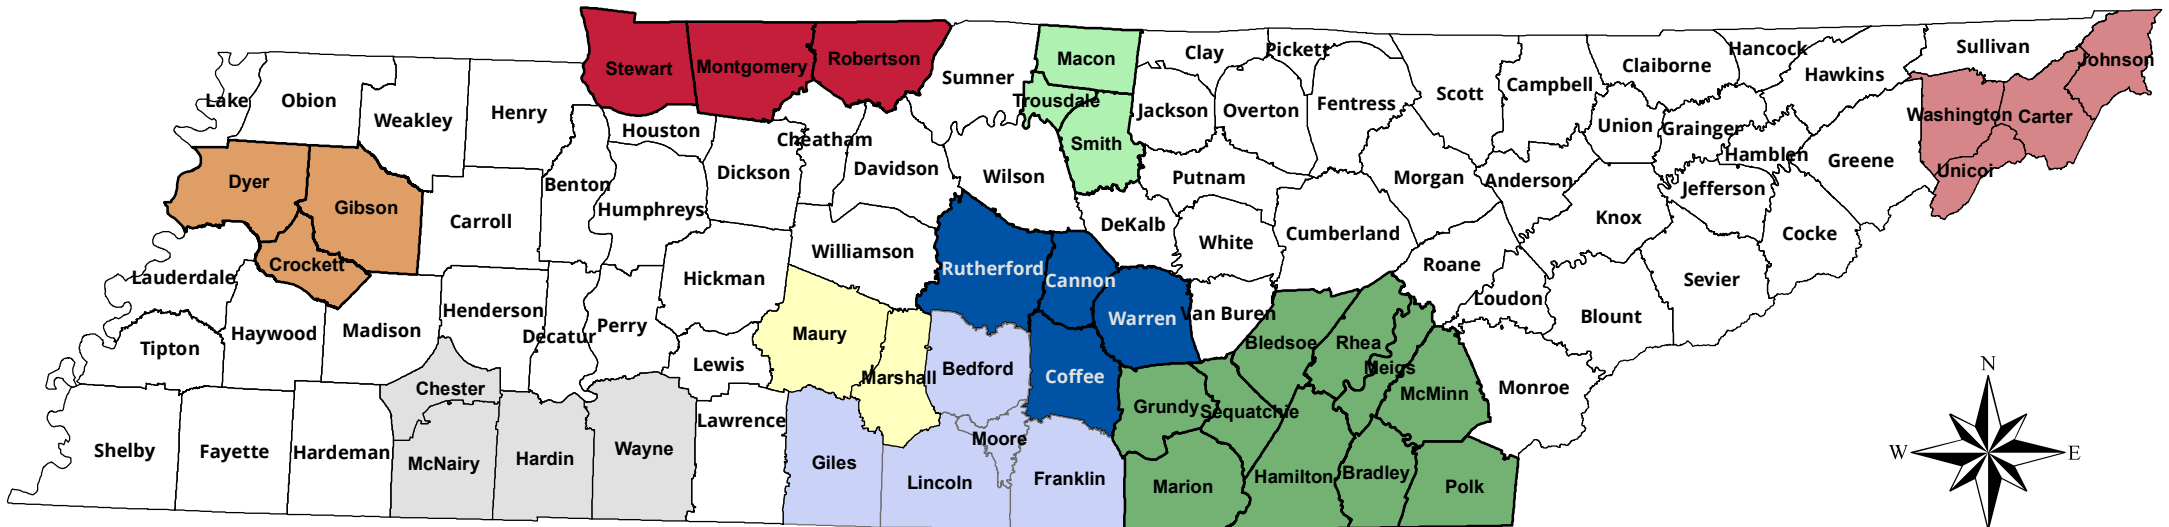 Stewart
Montgomery
Robertson
Sumner
Macon
Clay
Pickett
Scott
Campbell
Claiborne
Hancock
Hawkins
Sullivan
Johnson
Lake
Obion
Weakley
Henry
Houston
Cheatham
Trousdale
Smith
Jackson
Overton
Fentress
Union
Grainger
Hamblen
Greene
Washington
Carter
Unicoi
Dyer
Gibson
Crockett
Carroll
Benton
Humphreys
Dickson
Davidson
Wilson
Putnam
Morgan
Anderson
Knox
Jefferson
Cocke
Lauderdale
Haywood
Madison
Henderson
Decatur
Perry
Hickman
Williamson
Rutherford
Cannon
DeKalb
White
Cumberland
Roane
Loudon
Blount
Sevier
Tipton
Chester
Lewis
Maury
Marshall
Bedford
Coffee
Warren
Van Buren
Bledsoe
Rhea
Meigs
McMinn
Monroe
Shelby
Fayette
Hardeman
McNairy
Hardin
Wayne
Lawrence
Giles
Lincoln
Moore
Franklin
Grundy
Sequatchie
Marion
Hamilton
Bradley
Polk
N
W
E